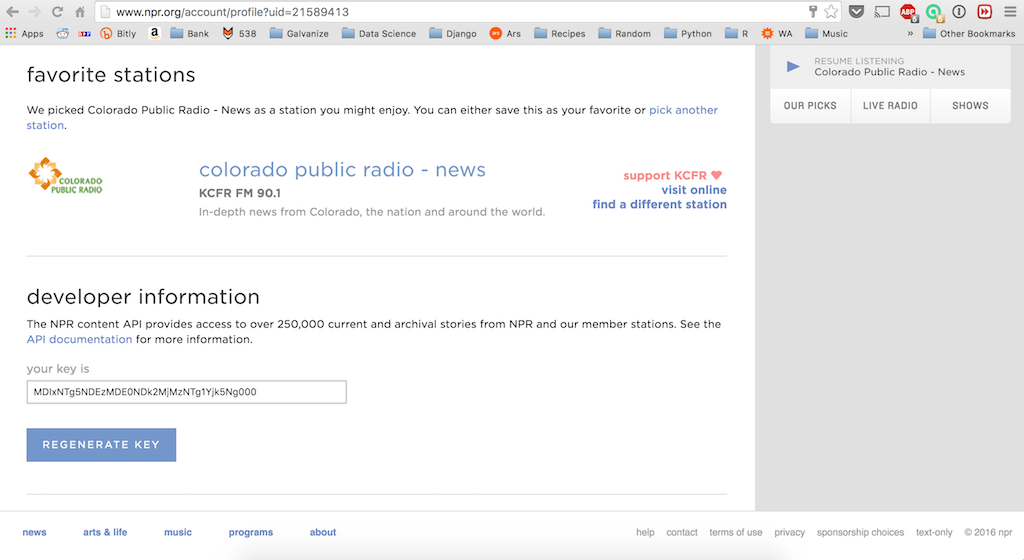 www.npr.org/account/profile?uid=21589413
Apps
Bitly
Bank
538
Galvanize
Data Science
Django
Ars
Recipes
Random
Python
R
WA
Music
»
Other Bookmarks
favorite stations
We picked Colorado Public Radio - News as a station you might enjoy. You can either save this as your favorite or pick another
station.
COLORADO
PUBLIC RADIO
colorado public radio - news
KCFR FM 90.1
In-depth news from Colorado, the nation and around the world.
support KCFR
visit online
find a different station
RESUME LISTENING
Colorado Public Radio - News
OUR PICKS
LIVE RADIO
SHOWS
developer information
The NPR content API provides access to over 250,000 current and archival stories from NPR and our member stations. See the
API documentation for more information.
your key is
MDIxNTg5NDEzMDE0NDk2MjMzNTg1Yjk5Ng000
REGENERATE KEY
news
arts & life
music
programs
about
help
contact
terms of use
privacy
sponsorship choices
text-only
© 2016 npr